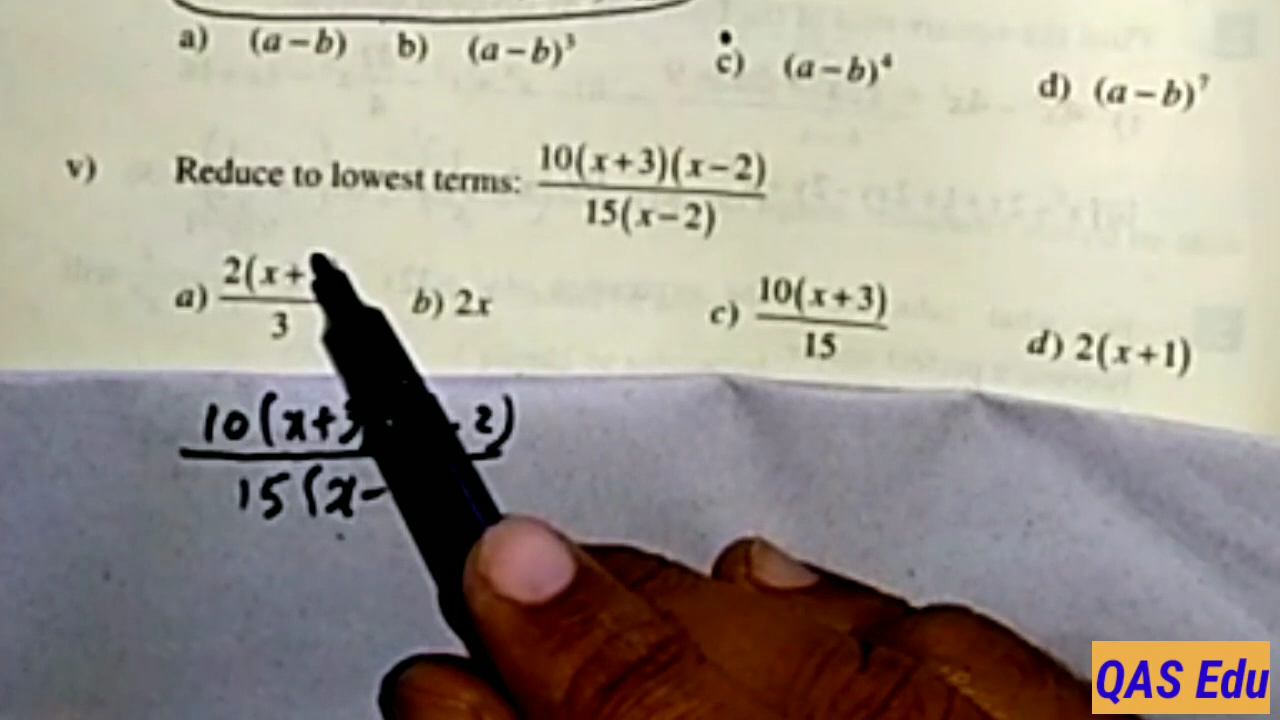 a) (a−b) b) (a−b)³ c) (a−b)⁴ d) (a−b)⁷
v) Reduce to lowest terms: 10(x+3)(x−2)
15(x−2)
a) 2(x+ b) 2x c) 10(x+3) d) 2(x+1)
3 15
10(x+3 2)
15(x−
QAS Edu